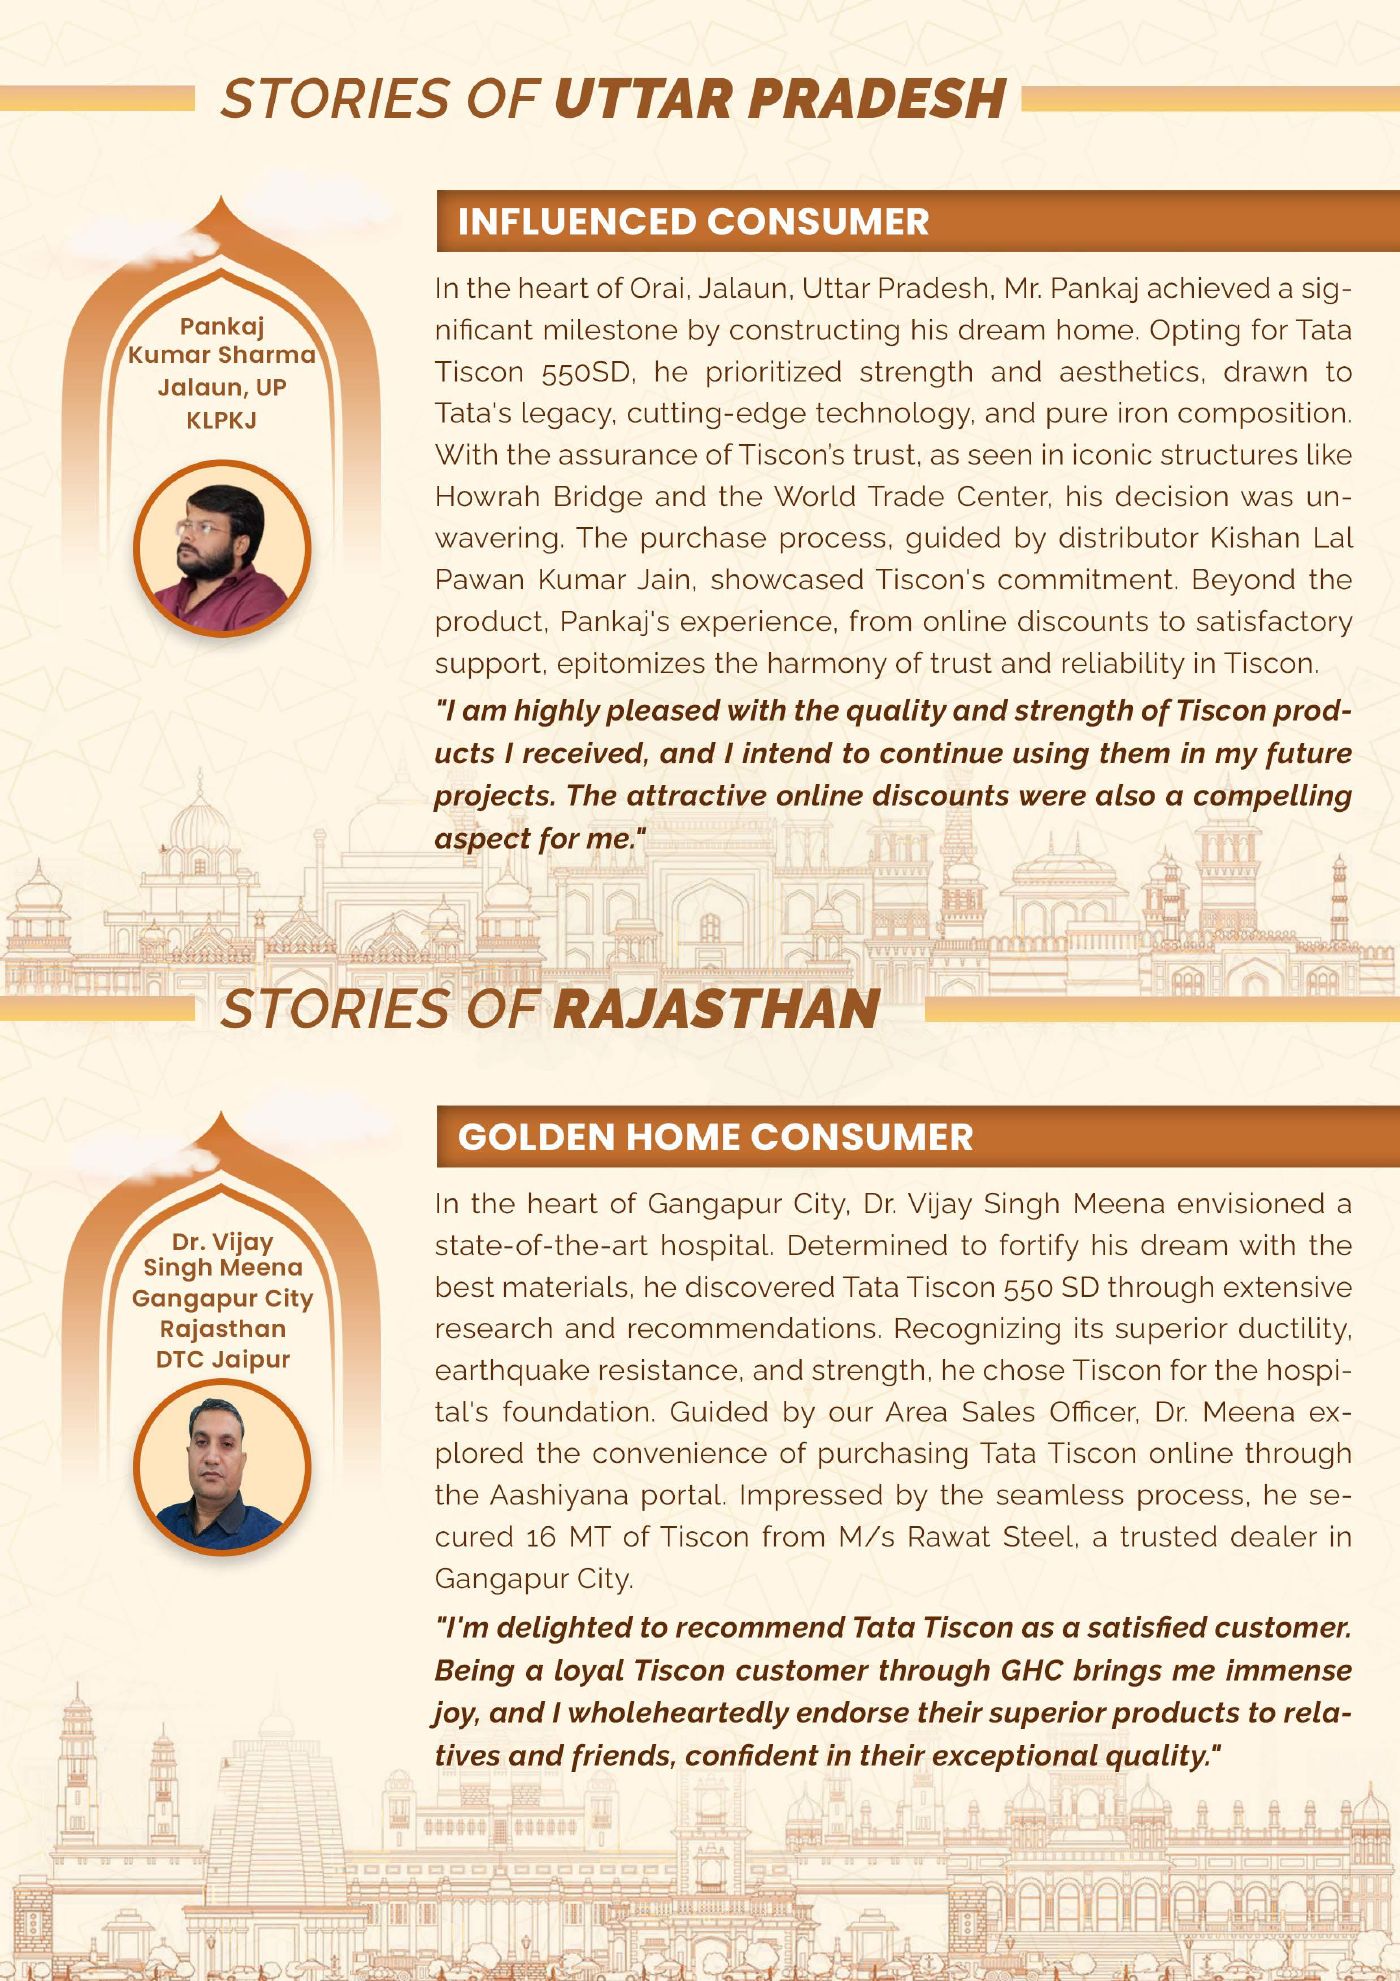 STORIES OF UTTAR PRADESH
Pankaj
Kumar Sharma
Jalaun, UP
KLPKJ
INFLUENCED CONSUMER
In the heart of Orai, Jalaun, Uttar Pradesh, Mr. Pankaj achieved a sig-
nificant milestone by constructing his dream home. Opting for Tata
Tiscon 550SD, he prioritized strength and aesthetics, drawn to
Tata's legacy, cutting-edge technology, and pure iron composition.
With the assurance of Tiscon's trust, as seen in iconic structures like
Howrah Bridge and the World Trade Center, his decision was un-
wavering. The purchase process, guided by distributor Kishan Lal
Pawan Kumar Jain, showcased Tiscon's commitment. Beyond the
product, Pankaj's experience, from online discounts to satisfactory
support, epitomizes the harmony of trust and reliability in Tiscon.
"I am highly pleased with the quality and strength of Tiscon prod-
ucts I received, and I intend to continue using them in my future
projects. The attractive online discounts were also a compelling
aspect for me."
STORIES OF RAJASTHAN
Dr. Vijay
Singh Meena
Gangapur City
Rajasthan
DTC Jaipur
GOLDEN HOME CONSUMER
In the heart of Gangapur City, Dr. Vijay Singh Meena envisioned a
state-of-the-art hospital. Determined to fortify his dream with the
best materials, he discovered Tata Tiscon 550 SD through extensive
research and recommendations. Recognizing its superior ductility,
earthquake resistance, and strength, he chose Tiscon for the hospi-
tal's foundation. Guided by our Area Sales Officer, Dr. Meena ex-
plored the convenience of purchasing Tata Tiscon online through
the Aashiyana portal. Impressed by the seamless process, he se-
cured 16 MT of Tiscon from M/s Rawat Steel, a trusted dealer in
Gangapur City.
"I'm delighted to recommend Tata Tiscon as a satisfied customer.
Being a loyal Tiscon customer through GHC brings me immense
joy, and I wholeheartedly endorse their superior products to rela-
tives and friends, confident in their exceptional quality."